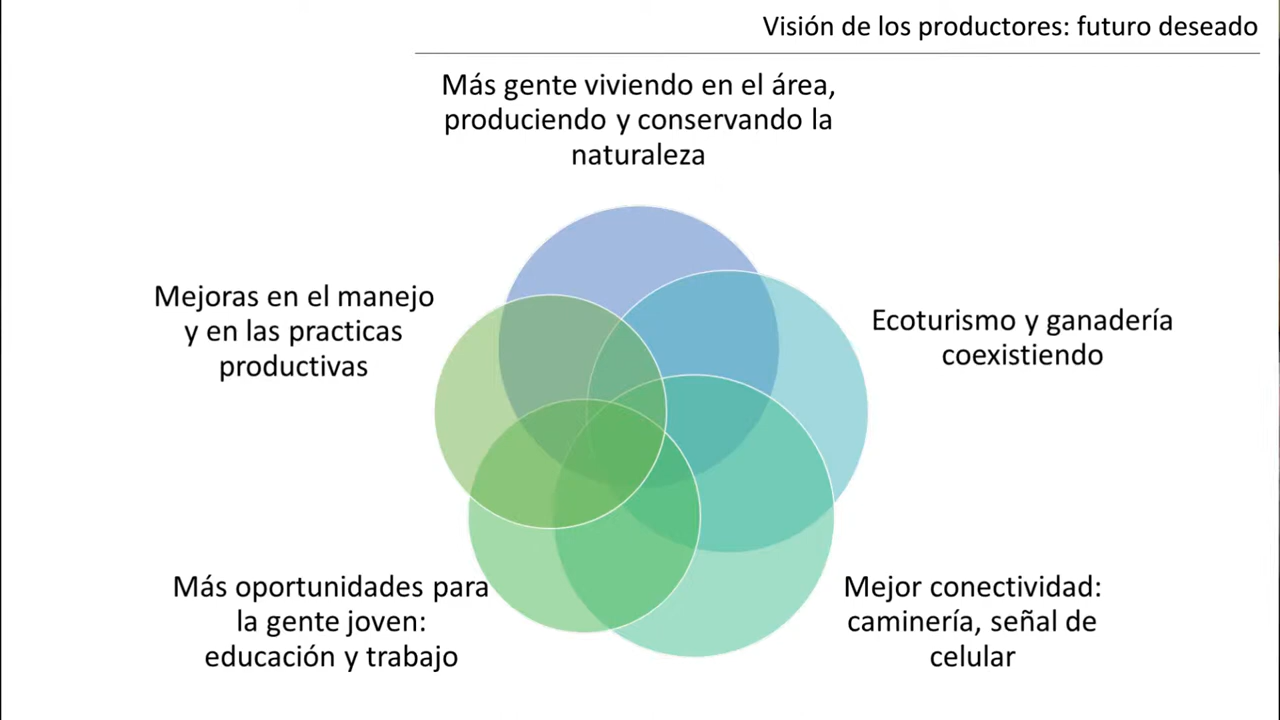 Visión de los productores: futuro deseado
Más gente viviendo en el área,
produciendo y conservando la
naturaleza
Mejoras en el manejo
y en las practicas
productivas
Ecoturismo y ganadería
coexistiendo
Más oportunidades para
la gente joven:
educación y trabajo
Mejor conectividad:
caminería, señal de
celular